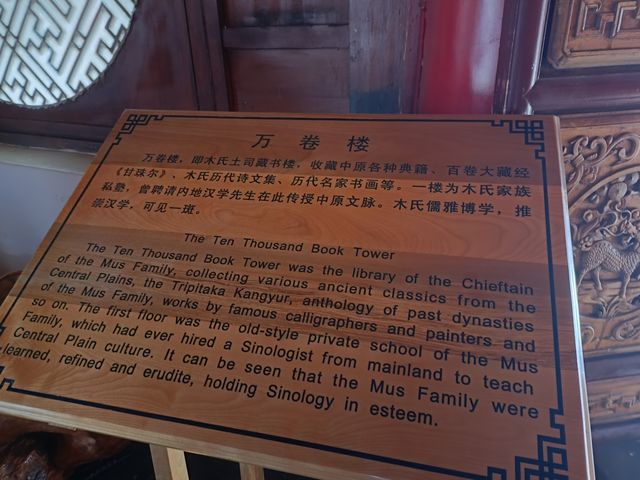 万卷楼
万卷楼，即木氏土司藏书楼，收藏中原各种典籍、百卷大藏经
《甘珠尔》、木氏历代诗文集、历代名家书画等。一楼为木氏家族
私塾，曾聘请内地汉学先生在此传授中原文脉。木氏儒雅博学，推
崇汉学，可见一斑。
The Ten Thousand Book Tower
The Ten Thousand Book Tower was the library of the Chieftain
of the Mus Family, collecting various ancient classics from the
Central Plains, the Tripitaka Kangyur, anthology of past dynasties
of the Mus Family, works by famous calligraphers and painters and
so on. The first floor was the old-style private school of the Mus
Family, which had ever hired a Sinologist from mainland to teach
Central Plain culture. It can be seen that the Mus Family were
learned, refined and erudite, holding Sinology in esteem.